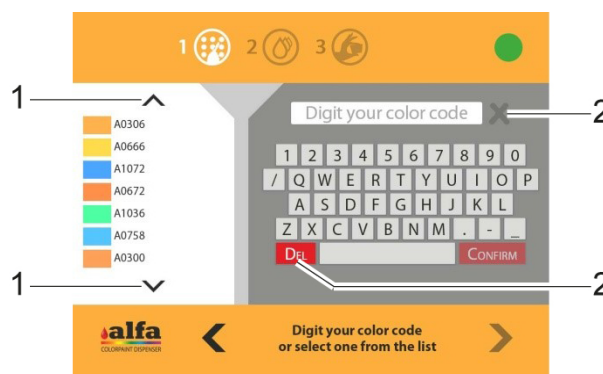 1 2 3
1
A0306
A0666
A1072
A0672
A1036
A0758
A0300
1
Digit your color code X 2
1 2 3 4 5 6 7 8 9 0
/ Q W E R T Y U I O P
A S D F G H J K L
Z X C V B N M . - _
DEL CONFIRM
2
alfa
COLORPAINT DISPENSER
Digit your color code
or select one from the list